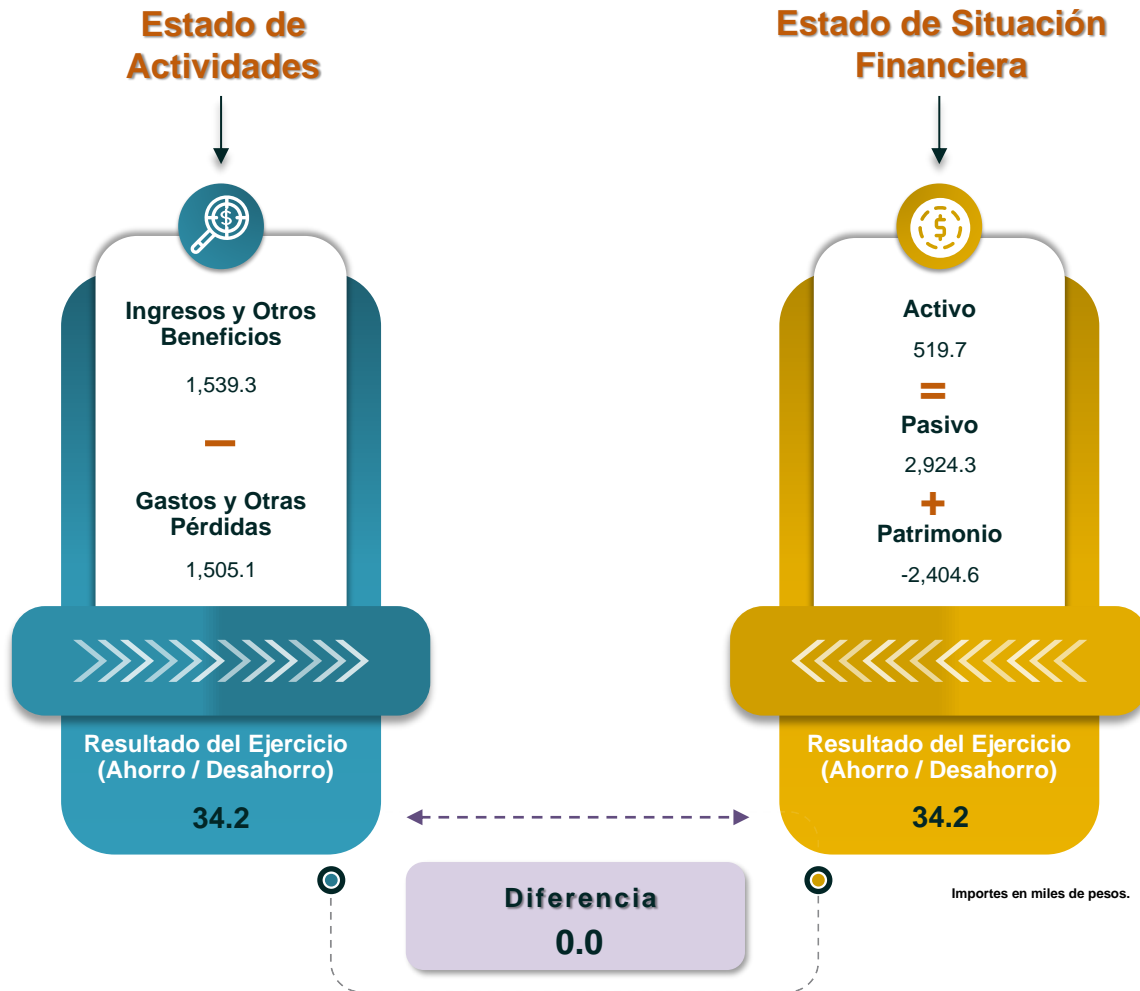 Estado de
Actividades
Ingresos y Otros
Beneficios
1,539.3
–
Gastos y Otras
Pérdidas
1,505.1
Resultado del Ejercicio
(Ahorro / Desahorro)
34.2
Estado de Situación
Financiera
$
Activo
519.7
=
Pasivo
2,924.3
+
Patrimonio
-2,404.6
Resultado del Ejercicio
(Ahorro / Desahorro)
34.2
Diferencia
0.0
Importes en miles de pesos.